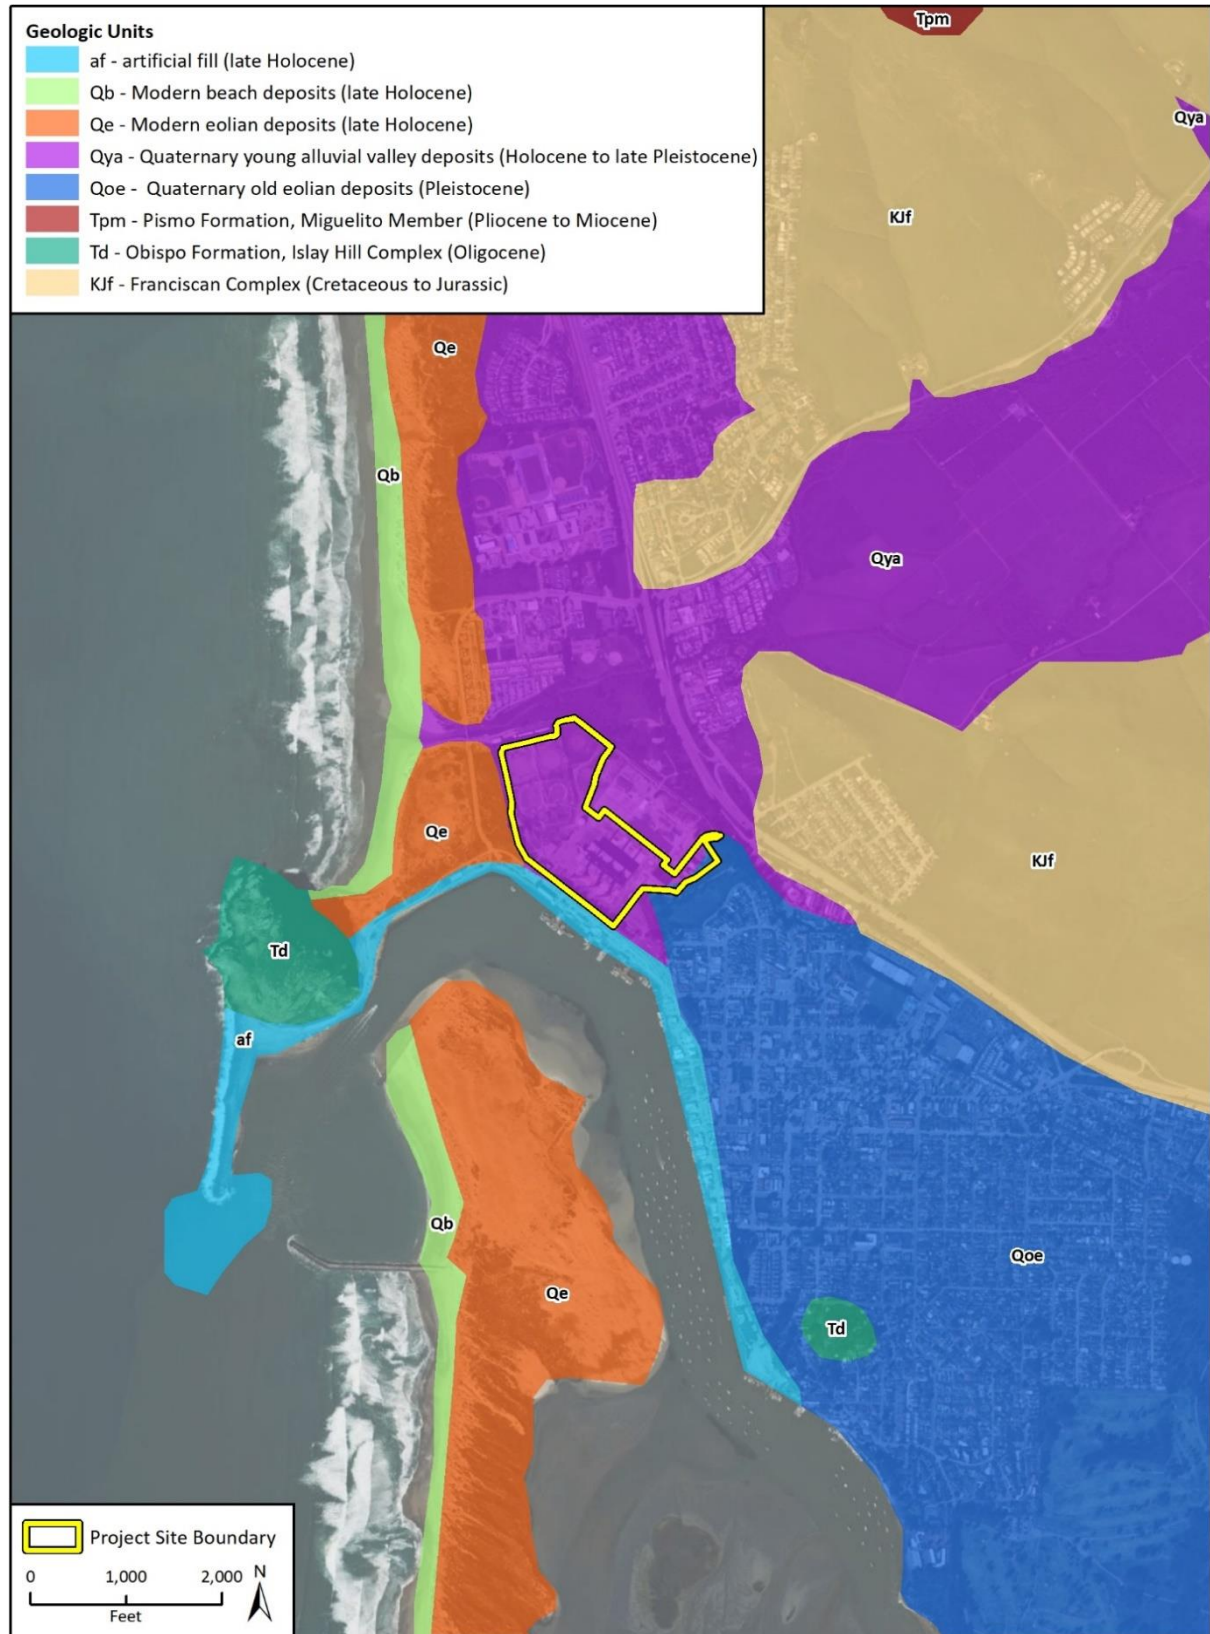 Geologic Units
af - artificial fill (late Holocene)
Qb - Modern beach deposits (late Holocene)
Qe - Modern eolian deposits (late Holocene)
Qya - Quaternary young alluvial valley deposits (Holocene to late Pleistocene)
Qoe - Quaternary old eolian deposits (Pleistocene)
Tpm - Pismo Formation, Miguelito Member (Pliocene to Miocene)
Td - Obispo Formation, Islay Hill Complex (Oligocene)
KJf - Franciscan Complex (Cretaceous to Jurassic)
Tpm
Qya
KJf
Qe
Qb
Qya
Qe
KJf
Td
af
Qb
Qoe
Qe
Td
Project Site Boundary
0 1,000 2,000
Feet
N